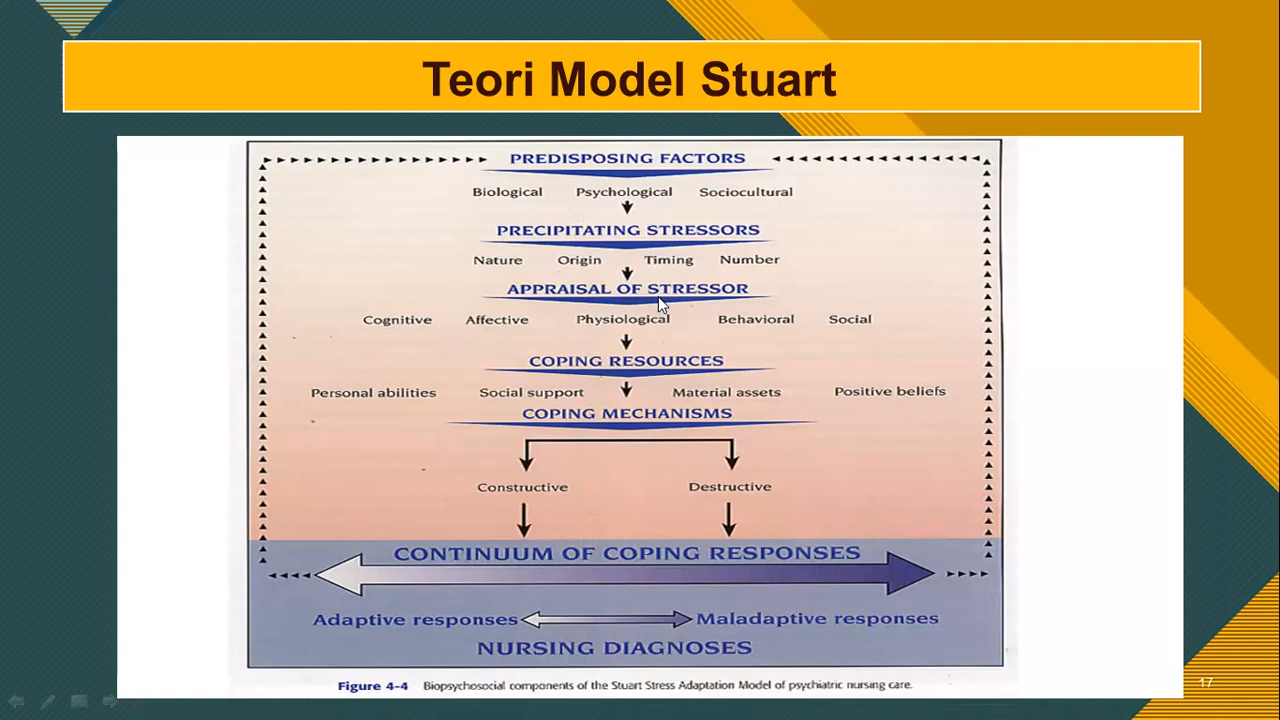 Teori Model Stuart
PREDISPOSING FACTORS
Biological Psychological Sociocultural
PRECIPITATING STRESSORS
Nature Origin Timing Number
APPRAISAL OF STRESSOR
Cognitive Affective Physiological Behavioral Social
COPING RESOURCES
Personal abilities Social support Material assets Positive beliefs
COPING MECHANISMS
Constructive Destructive
CONTINUUM OF COPING RESPONSES
Adaptive responses Maladaptive responses
NURSING DIAGNOSES
Figure 4-4 Biopsychosocial components of the Stuart Stress Adaptation Model of psychiatric nursing care.
17